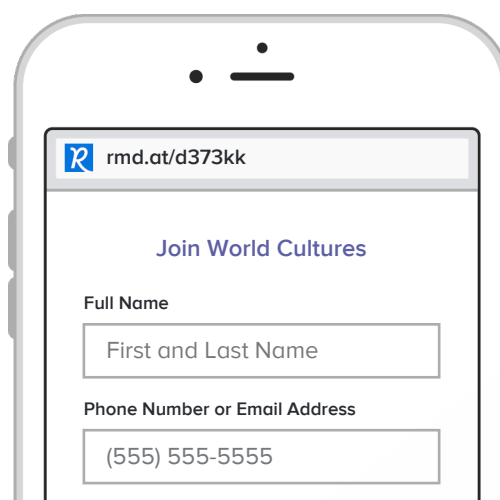 R rmd.at/d373kk
Join World Cultures
Full Name
First and Last Name
Phone Number or Email Address
(555) 555-5555